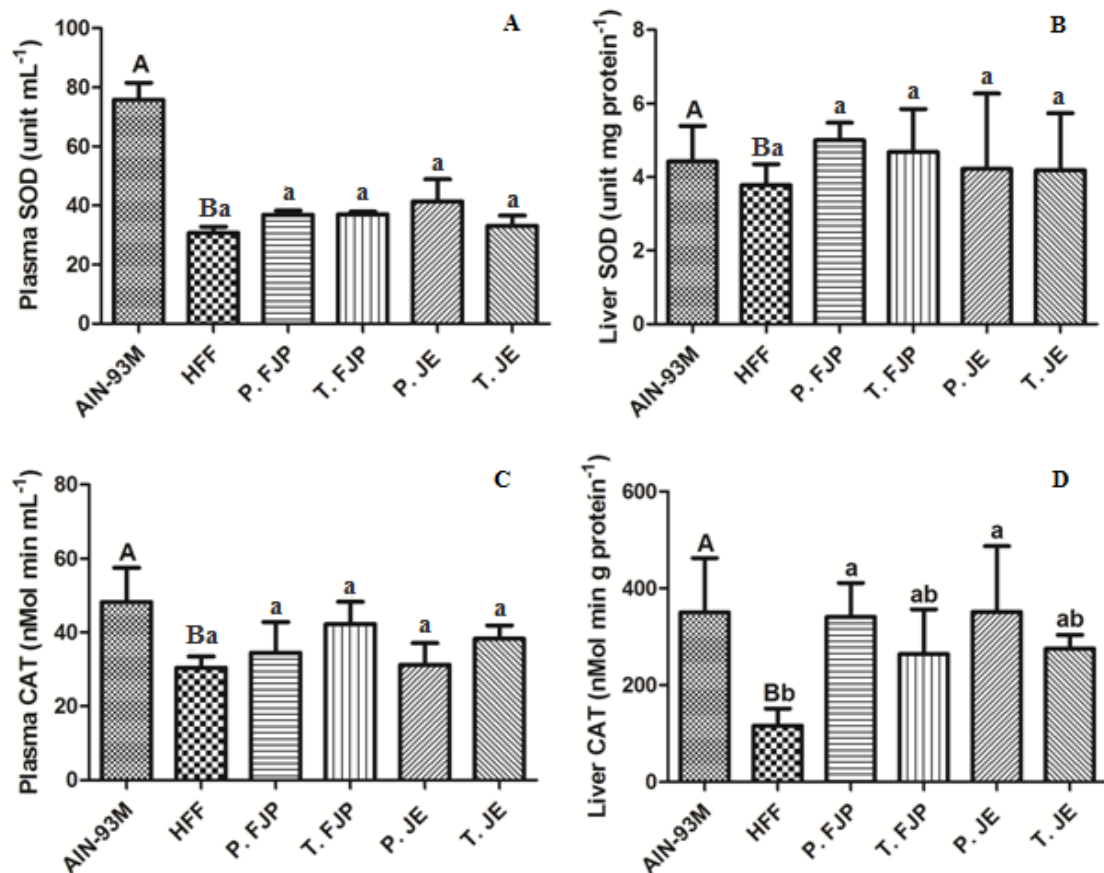 A
Plasma SOD (unit mL⁻¹)
100
80
60
40
20
0
A
Ba
a
a
a
a
AIN-93M
HFF
P. FJP
T. FJP
P. JE
T. JE
B
Liver SOD (unit mg protein⁻¹)
8
6
4
2
0
A
Ba
a
a
a
a
AIN-93M
HFF
P. FJP
T. FJP
P. JE
T. JE
C
Plasma CAT (nMol min mL⁻¹)
80
60
40
20
0
A
Ba
a
a
a
a
AIN-93M
HFF
P. FJP
T. FJP
P. JE
T. JE
D
Liver CAT (nMol min g protein⁻¹)
600
400
200
0
A
Bb
a
ab
a
ab
AIN-93M
HFF
P. FJP
T. FJP
P. JE
T. JE